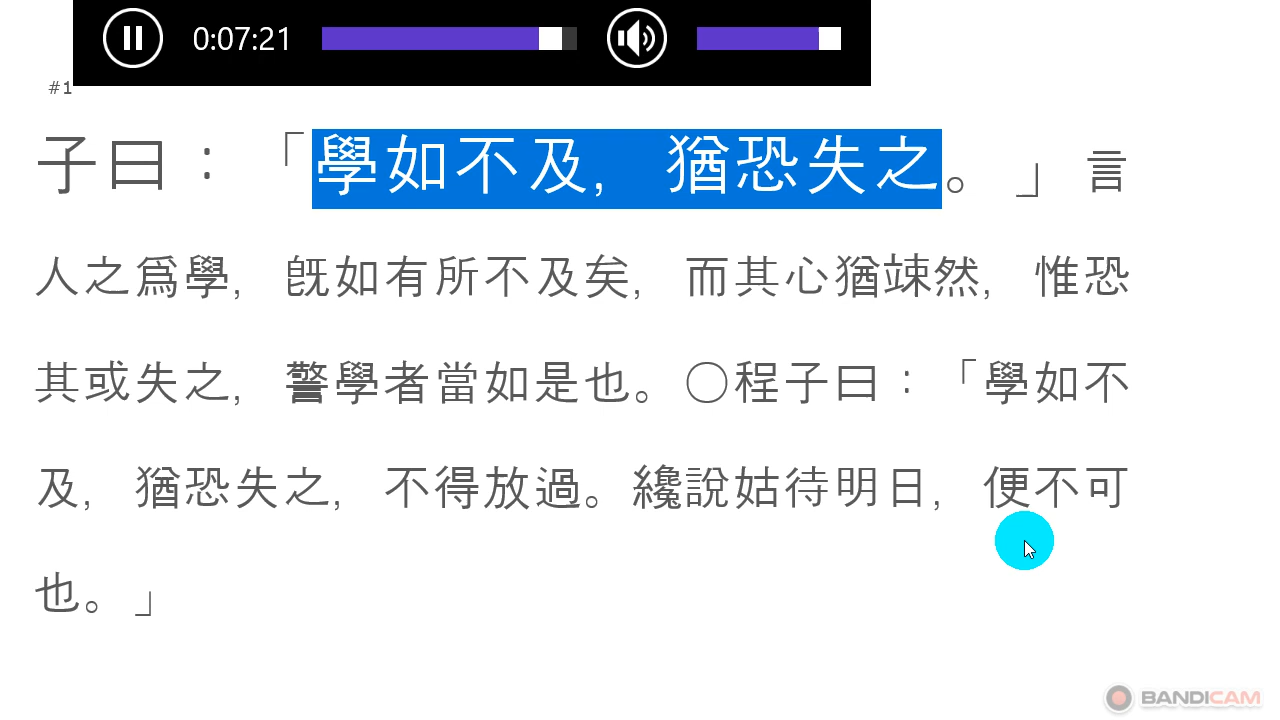 0:07:21
#1
子曰：「學如不及, 猶恐失之。」言
人之爲學, 旣如有所不及矣, 而其心猶竦然, 惟恐
其或失之, 警學者當如是也。○程子曰：「學如不
及, 猶恐失之, 不得放過。纔說姑待明日, 便不可
也。」
BANDICAM